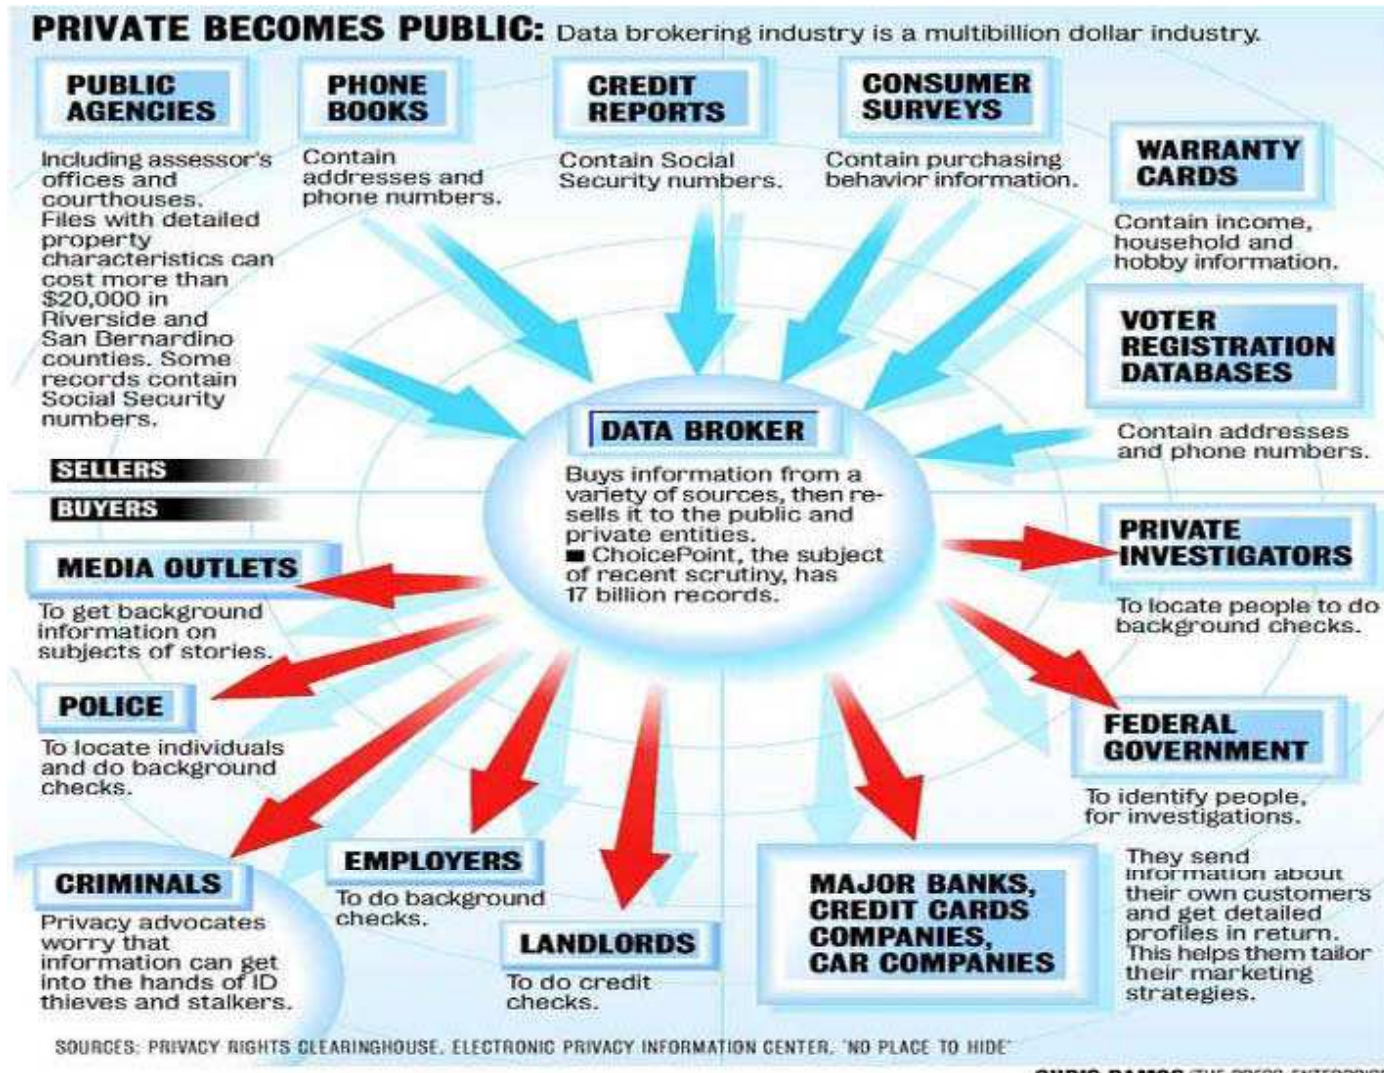 PRIVATE BECOMES PUBLIC: Data brokering industry is a multibillion dollar industry.
PUBLIC
AGENCIES
Including assessor's
offices and
courthouses.
Files with detailed
property
characteristics can
cost more than
$20,000 in
Riverside and
San Bernardino
counties. Some
records contain
Social Security
numbers.
PHONE
BOOKS
Contain
addresses and
phone numbers.
CREDIT
REPORTS
Contain Social
Security numbers.
CONSUMER
SURVEYS
Contain purchasing
behavior information.
WARRANTY
CARDS
Contain income,
household and
hobby information.
VOTER
REGISTRATION
DATABASES
Contain addresses
and phone numbers.
DATA BROKER
Buys information from a
variety of sources, then re-
sells it to the public and
private entities.
■ ChoicePoint, the subject
of recent scrutiny, has
17 billion records.
SELLERS
BUYERS
MEDIA OUTLETS
To get background
information on
subjects of stories.
POLICE
To locate individuals
and do background
checks.
CRIMINALS
Privacy advocates
worry that
information can get
into the hands of ID
thieves and stalkers.
EMPLOYERS
To do background
checks.
LANDLORDS
To do credit
checks.
MAJOR BANKS,
CREDIT CARDS
COMPANIES,
CAR COMPANIES
They send
information about
their own customers
and get detailed
profiles in return.
This helps them tailor
their marketing
strategies.
FEDERAL
GOVERNMENT
To identify people,
for investigations.
PRIVATE
INVESTIGATORS
To locate people to do
background checks.
SOURCES: PRIVACY RIGHTS CLEARINGHOUSE, ELECTRONIC PRIVACY INFORMATION CENTER, 'NO PLACE TO HIDE'
CHRIS RAMOS/THE PRESS-ENTERPRISE